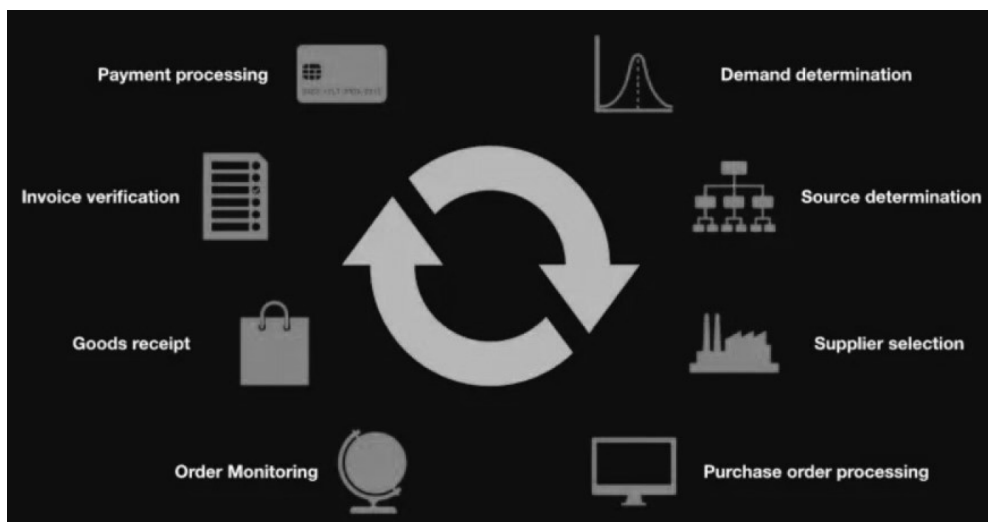 Payment processing
Demand determination
Invoice verification
Source determination
Goods receipt
Supplier selection
Order Monitoring
Purchase order processing